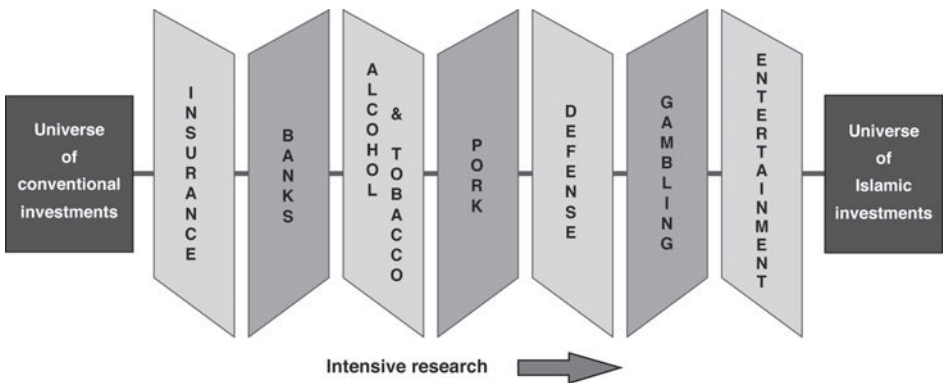 Universe
of
conventional
investments
INSURANCE
BANKS
ALCOHOL
& TOBACCO
PORK
DEFENSE
GAMBLING
ENTERTAINMENT
Universe
of
Islamic
investments
Intensive research